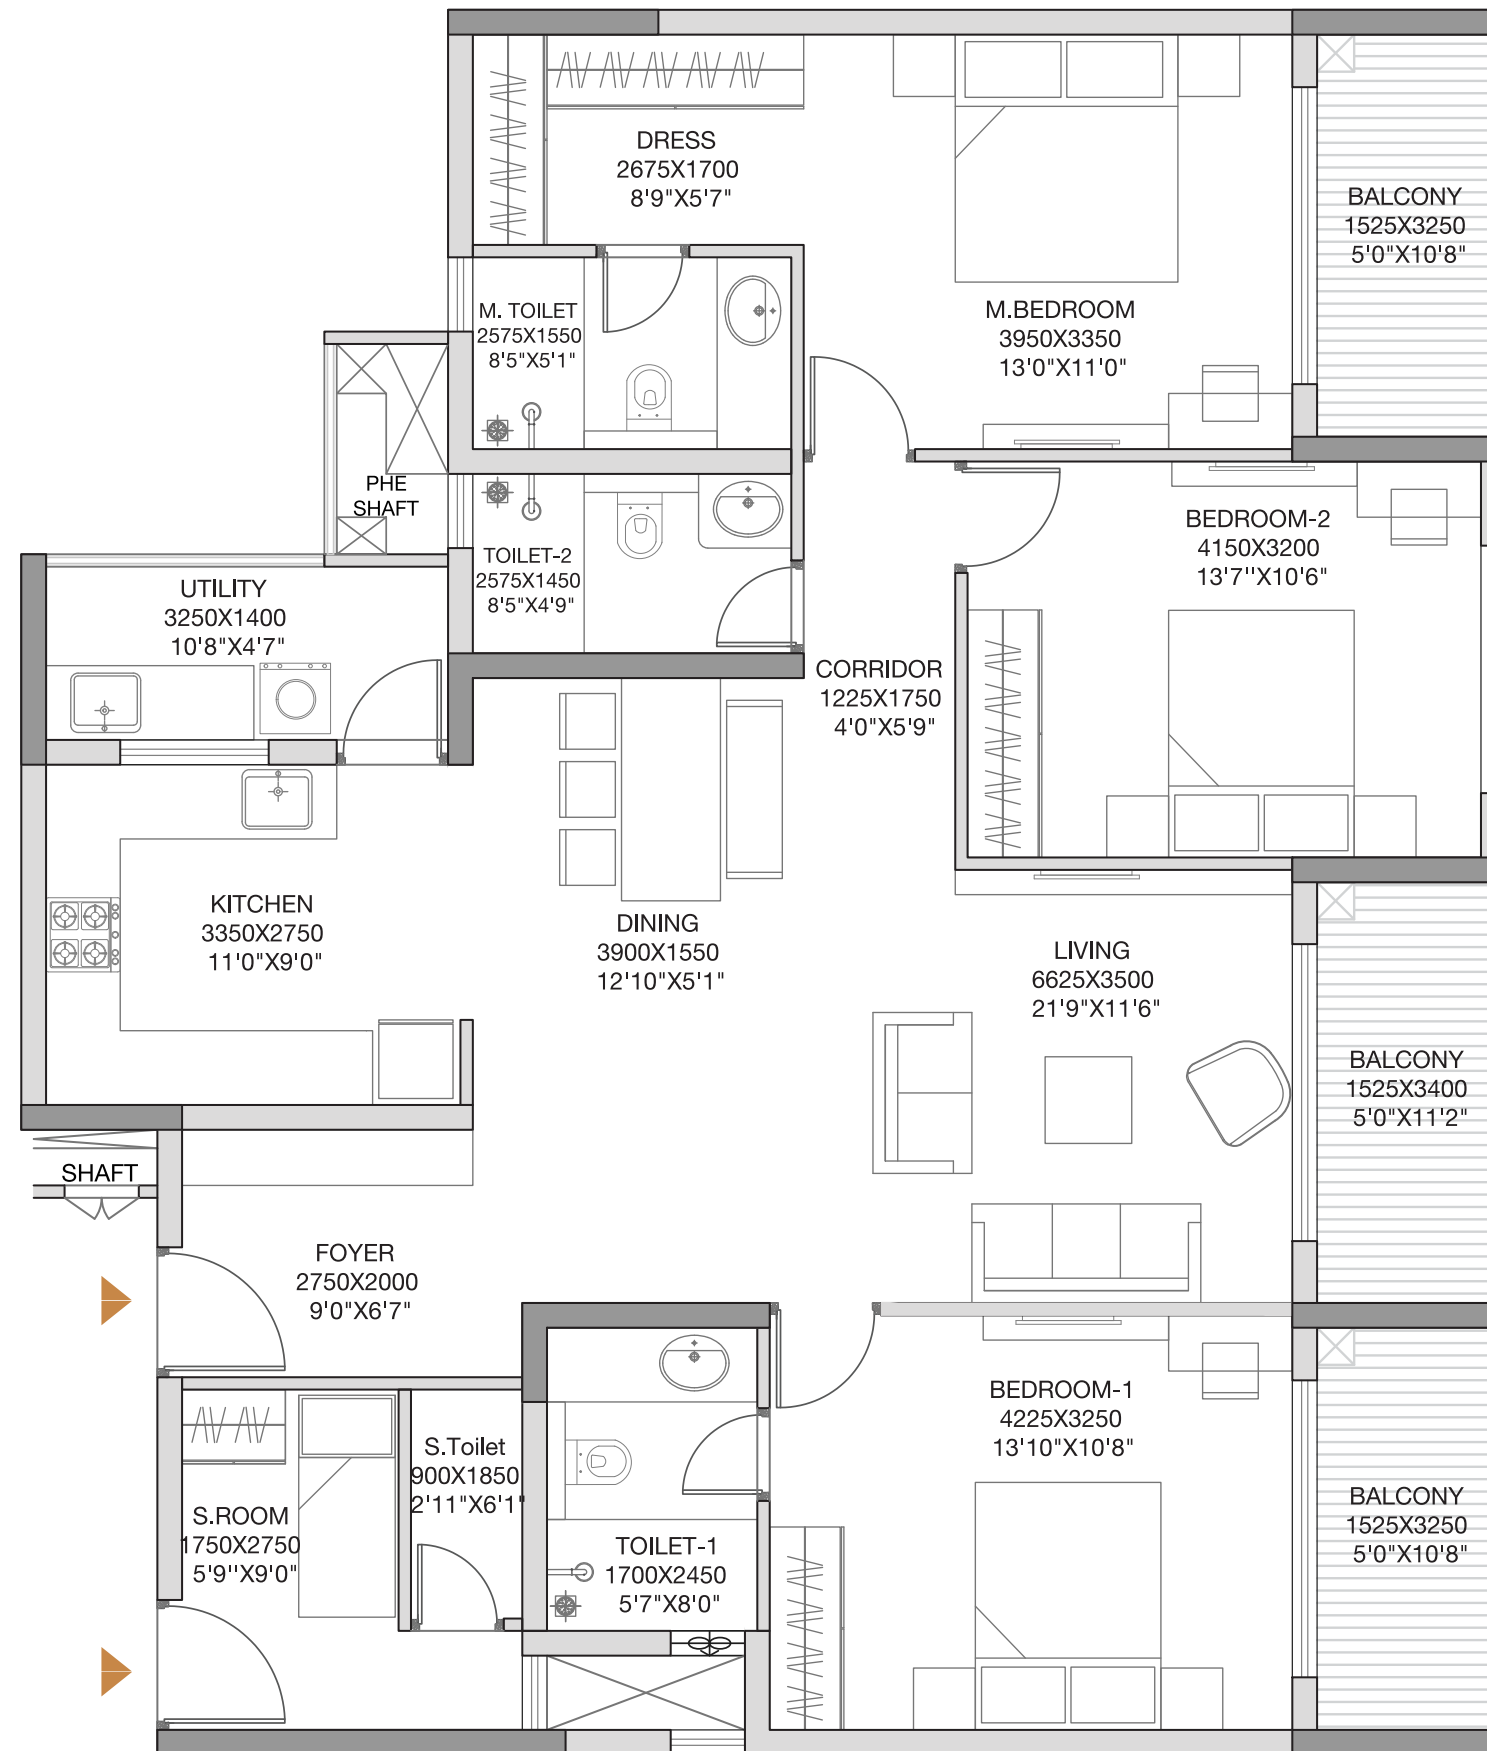 DRESS
2675X1700
8'9"X5'7"
BALCONY
1525X3250
5'0"X10'8"
M. TOILET
2575X1550
8'5"X5'1"
M.BEDROOM
3950X3350
13'0"X11'0"
PHE
SHAFT
BEDROOM-2
4150X3200
13'7''X10'6"
TOILET-2
2575X1450
8'5"X4'9"
UTILITY
3250X1400
10'8"X4'7"
CORRIDOR
1225X1750
4'0"X5'9"
KITCHEN
3350X2750
11'0"X9'0"
DINING
3900X1550
12'10"X5'1"
LIVING
6625X3500
21'9"X11'6"
BALCONY
1525X3400
5'0"X11'2"
SHAFT
FOYER
2750X2000
9'0"X6'7"
BEDROOM-1
4225X3250
13'10"X10'8"
S.Toilet
900X1850
2'11"X6'1"
S.ROOM
1750X2750
5'9''X9'0"
TOILET-1
1700X2450
5'7"X8'0"
BALCONY
1525X3250
5'0"X10'8"